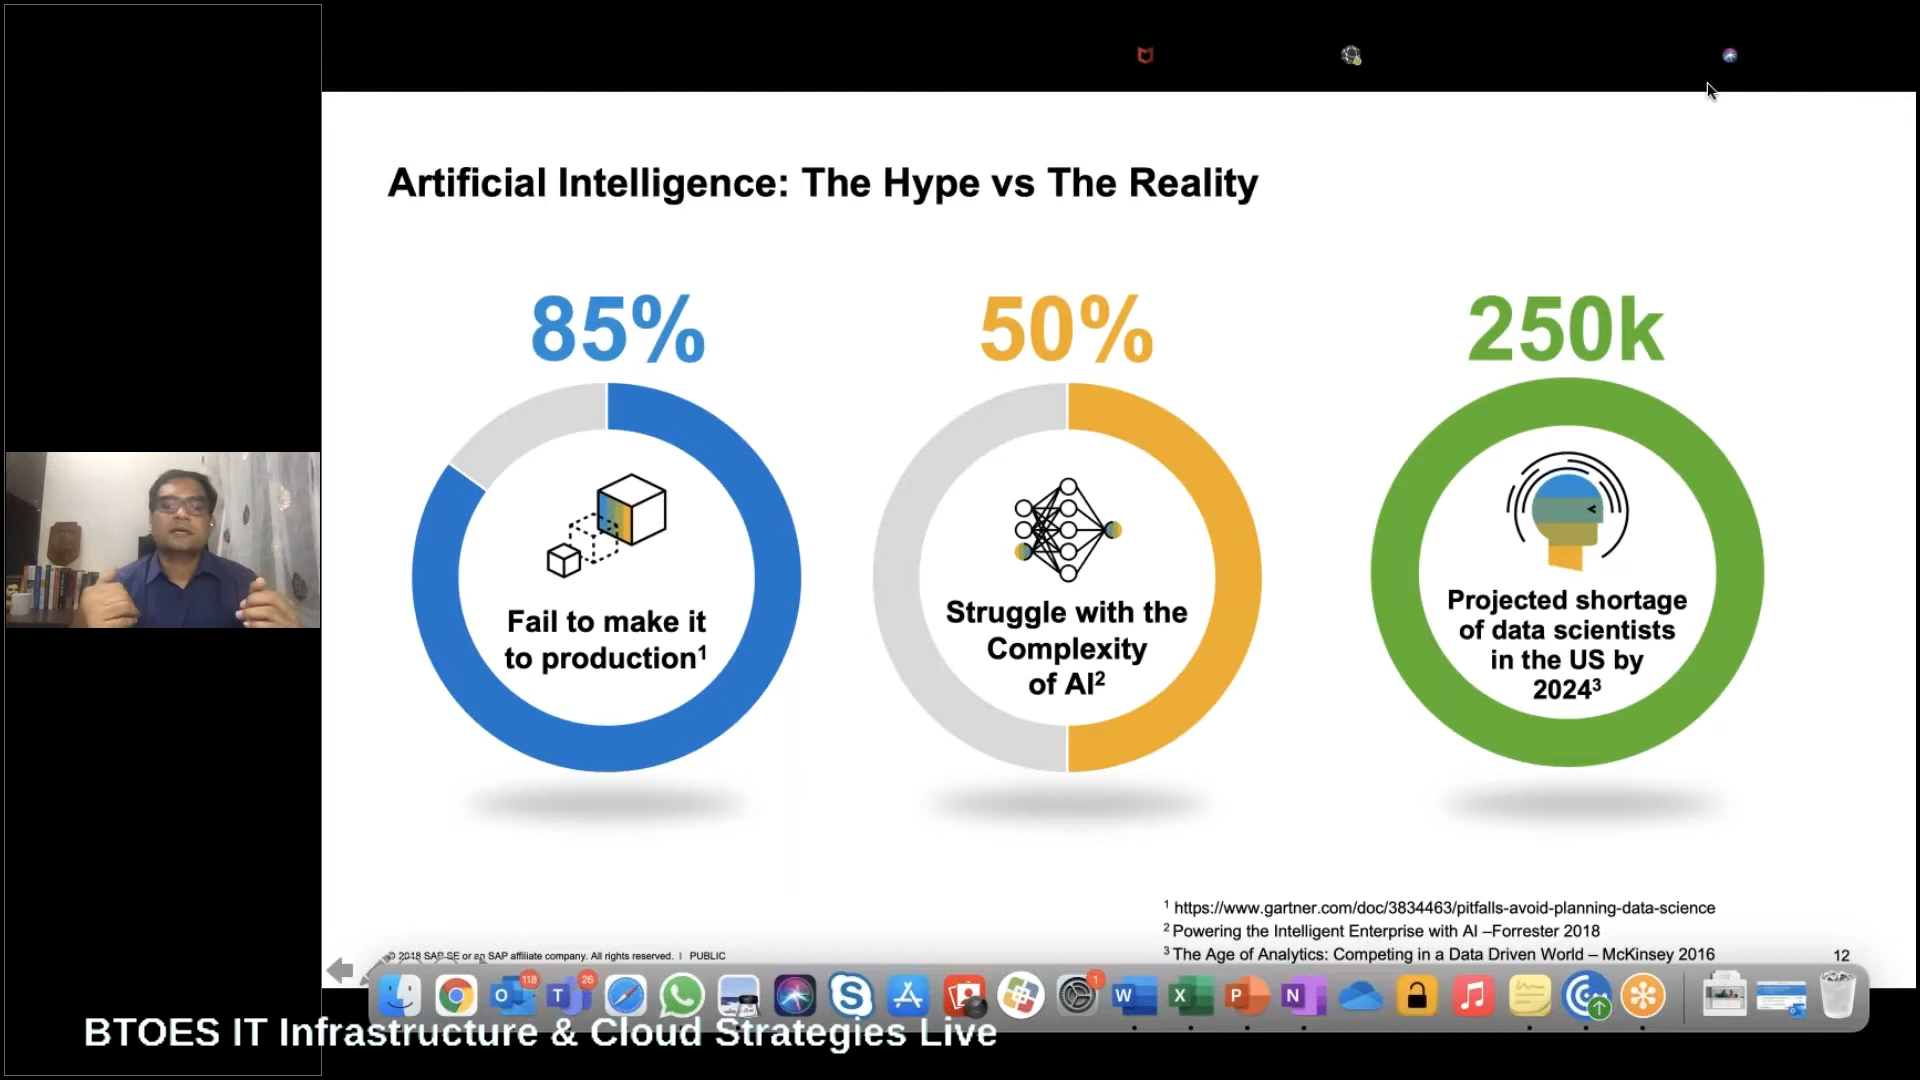 Artificial Intelligence: The Hype vs The Reality
85%
Fail to make it
to production¹
50%
Struggle with the
Complexity
of AI²
250k
Projected shortage
of data scientists
in the US by
2024³
¹ https://www.gartner.com/doc/3834463/pitfalls-avoid-planning-data-science
² Powering the Intelligent Enterprise with AI –Forrester 2018
³ The Age of Analytics: Competing in a Data Driven World – McKinsey 2016
© 2018 SAP SE or an SAP affiliate company. All rights reserved. | PUBLIC
12
118
26
1
O
T
S
W
X
P
N
BTOES IT Infrastructure & Cloud Strategies Live